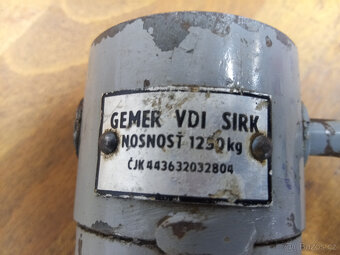 GEMER VDI SIRK
NOSNOSŤ 1250kg
ČJK 443632032804